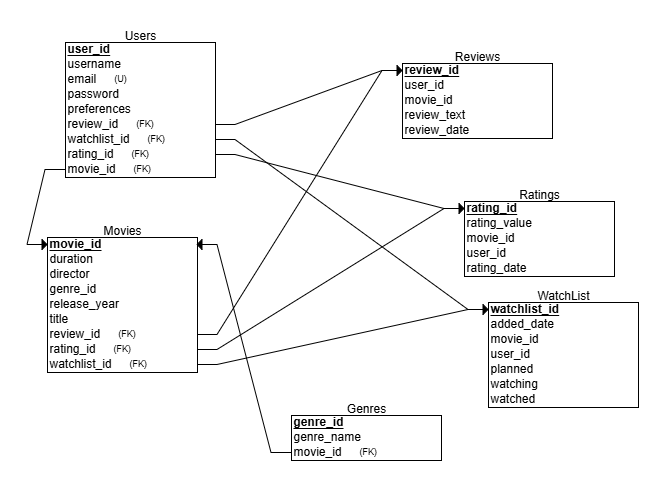 Users
user_id
username
email (U)
password
preferences
review_id (FK)
watchlist_id (FK)
rating_id (FK)
movie_id (FK)
Reviews
review_id
user_id
movie_id
review_text
review_date
Ratings
rating_id
rating_value
movie_id
user_id
rating_date
Movies
movie_id
duration
director
genre_id
release_year
title
review_id (FK)
rating_id (FK)
watchlist_id (FK)
WatchList
watchlist_id
added_date
movie_id
user_id
planned
watching
watched
Genres
genre_id
genre_name
movie_id (FK)